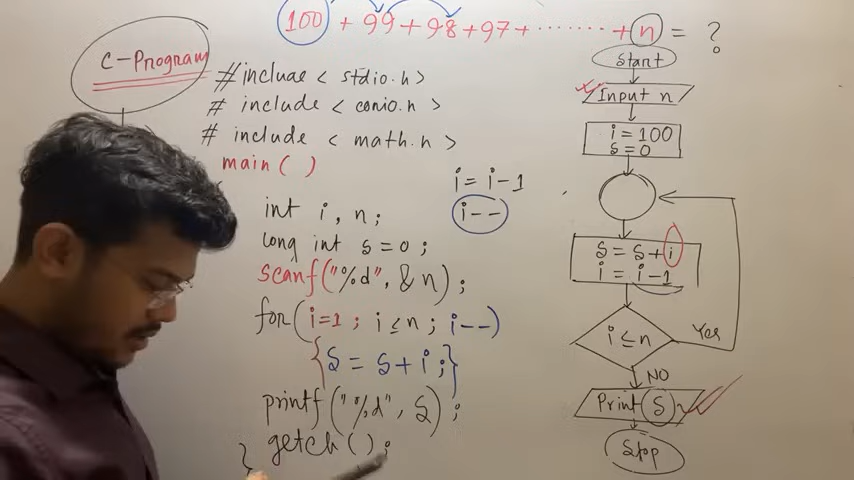 100 + 99 + 98 + 97 + ........ + n = ?
C-Program
#include < stdio.h >
# include < conio.h >
# include < math.h >
main( )
int i, n;
long int s=0;
scanf("%d", &n);
for(i=1; i≤n; i--)
{S = S+i;}
printf("%d", S);
getch();
}
i = i-1
i--
Start
Input n
i=100
s=0
S = S+i
i = i-1
i≤n
Yes
NO
Print(S)
Stop